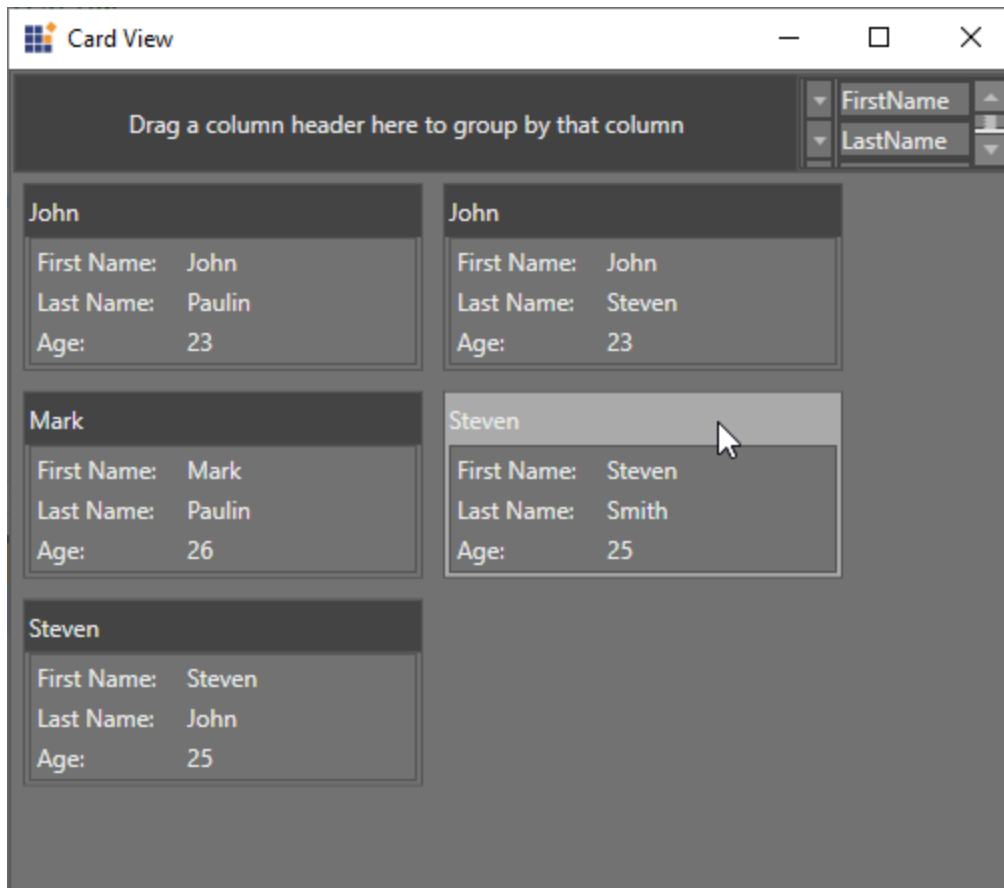 Card View
Drag a column header here to group by that column
FirstName
LastName
John
First Name: John
Last Name: Paulin
Age: 23
John
First Name: John
Last Name: Steven
Age: 23
Mark
First Name: Mark
Last Name: Paulin
Age: 26
Steven
First Name: Steven
Last Name: Smith
Age: 25
Steven
First Name: Steven
Last Name: John
Age: 25